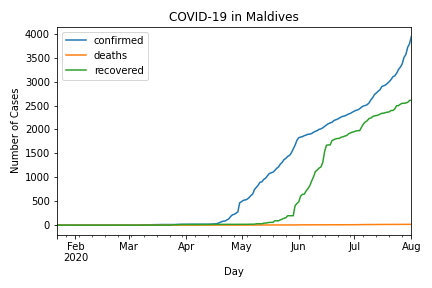 COVID-19 in Maldives
confirmed
deaths
recovered
Number of Cases
4000
3500
3000
2500
2000
1500
1000
500
0
Feb Mar Apr May Jun Jul Aug
2020
Day